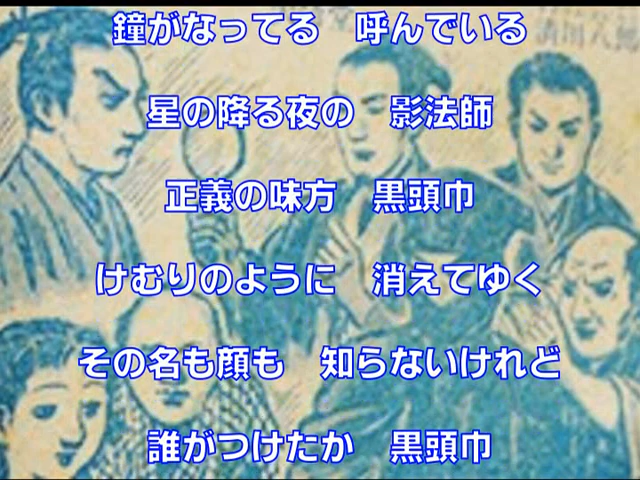 鐘がなってる　呼んでいる
星の降る夜の　影法師
正義の味方　黒頭巾
けむりのように　消えてゆく
その名も顔も　知らないけれど
誰がつけたか　黒頭巾